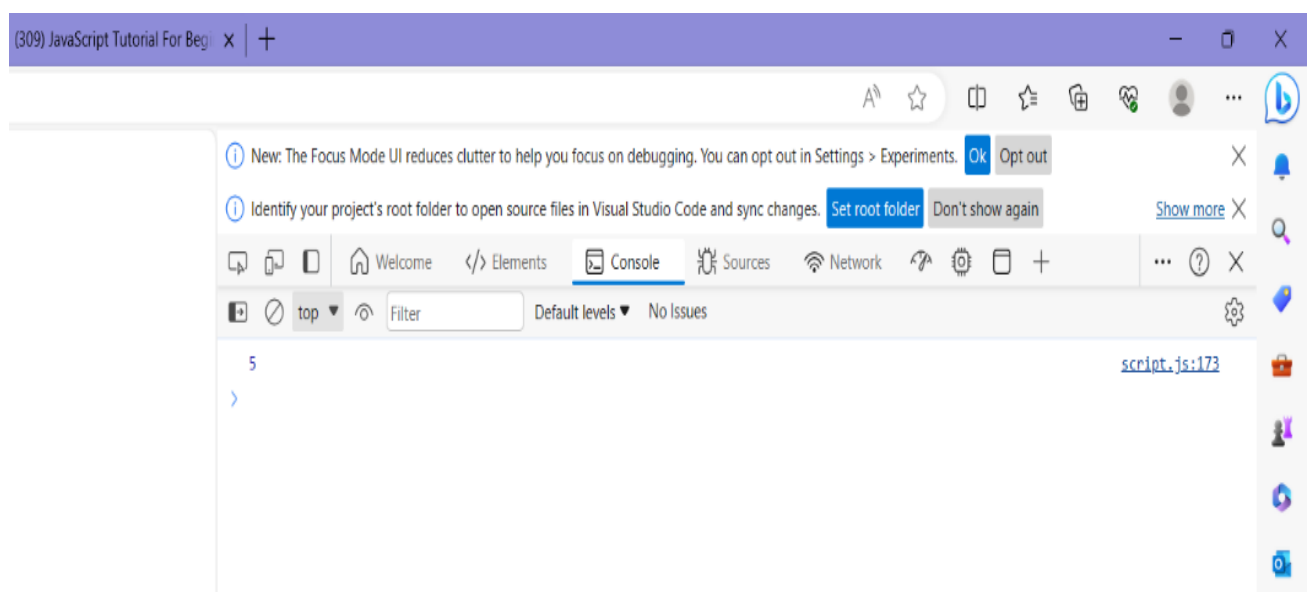 (309) JavaScript Tutorial For Begi
New: The Focus Mode UI reduces clutter to help you focus on debugging. You can opt out in Settings > Experiments. Ok Opt out
Identify your project's root folder to open source files in Visual Studio Code and sync changes. Set root folder Don't show again Show more
Welcome </> Elements Console Sources Network
top Filter Default levels No Issues
5 script.js:173